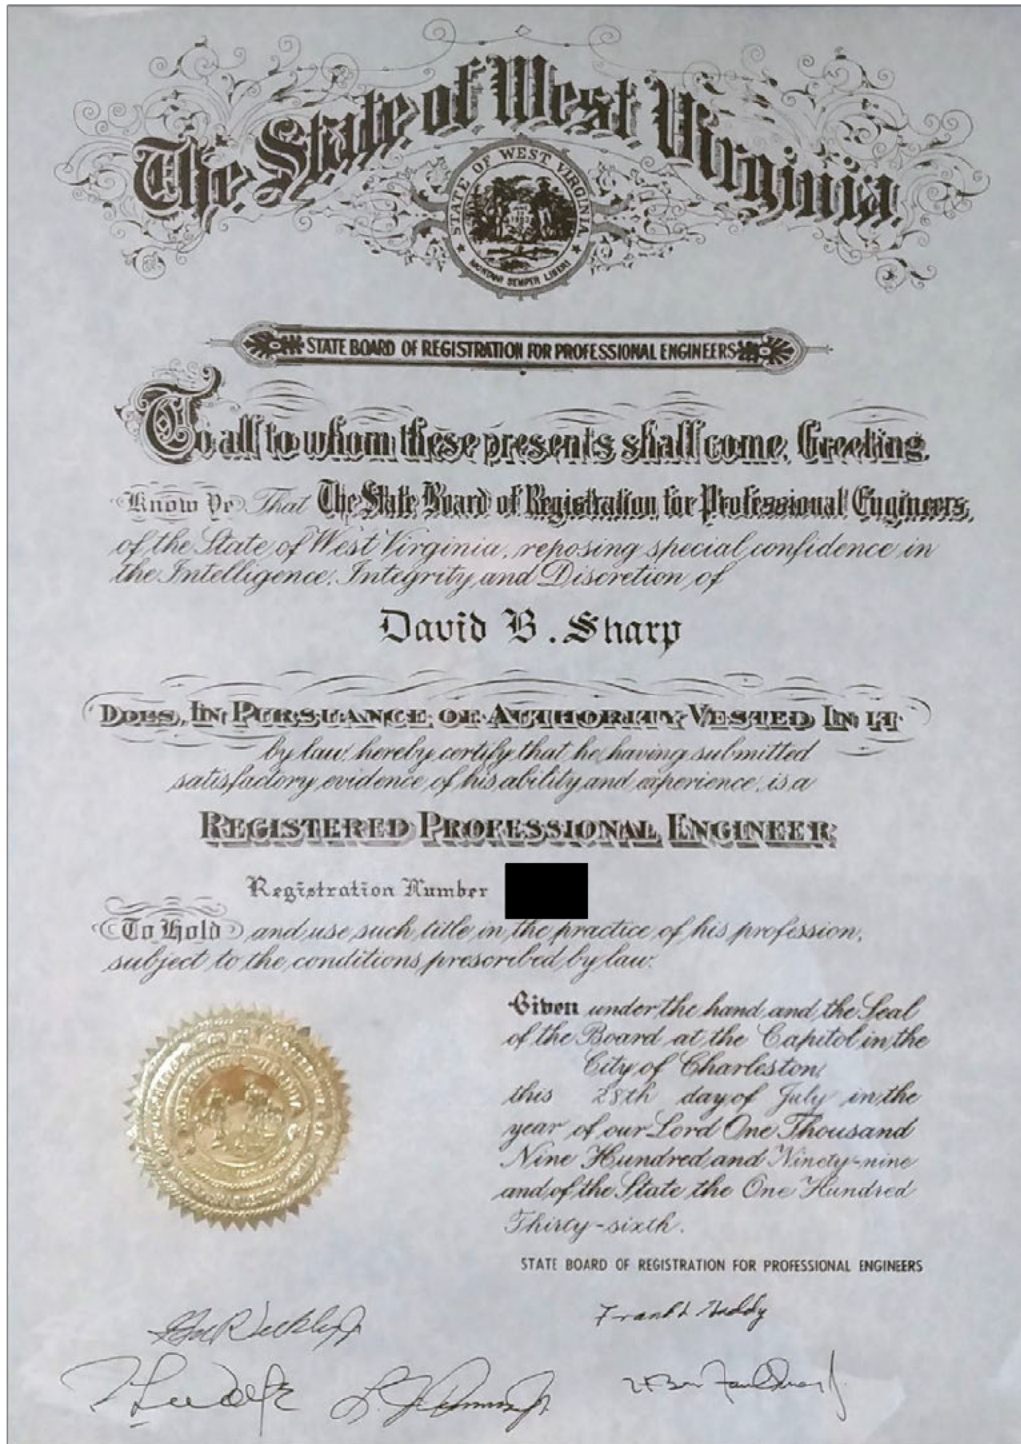 The State of West Virginia.
STATE OF WEST VIRGINIA
MONTANI SEMPER LIBERI
STATE BOARD OF REGISTRATION FOR PROFESSIONAL ENGINEERS
To all to whom these presents shall come, Greeting.
Know Ye That The State Board of Registration for Professional Engineers,
of the State of West Virginia, reposing special confidence in
the Intelligence, Integrity and Discretion, of
David B. Sharp
DOES, IN PURSUANCE OF AUTHORITY VESTED IN IT
by law, hereby certify that he having submitted
satisfactory evidence of his ability and experience, is a
REGISTERED PROFESSIONAL ENGINEER
Registration Number
To Hold and use such title in the practice of his profession,
subject to the conditions prescribed by law.
Given under the hand and the Seal
of the Board at the Capitol in the
City of Charleston,
this 28th day of July in the
year of our Lord One Thousand
Nine Hundred and Ninety-nine
and of the State the One Hundred
Thirty-sixth.
STATE BOARD OF REGISTRATION FOR PROFESSIONAL ENGINEERS